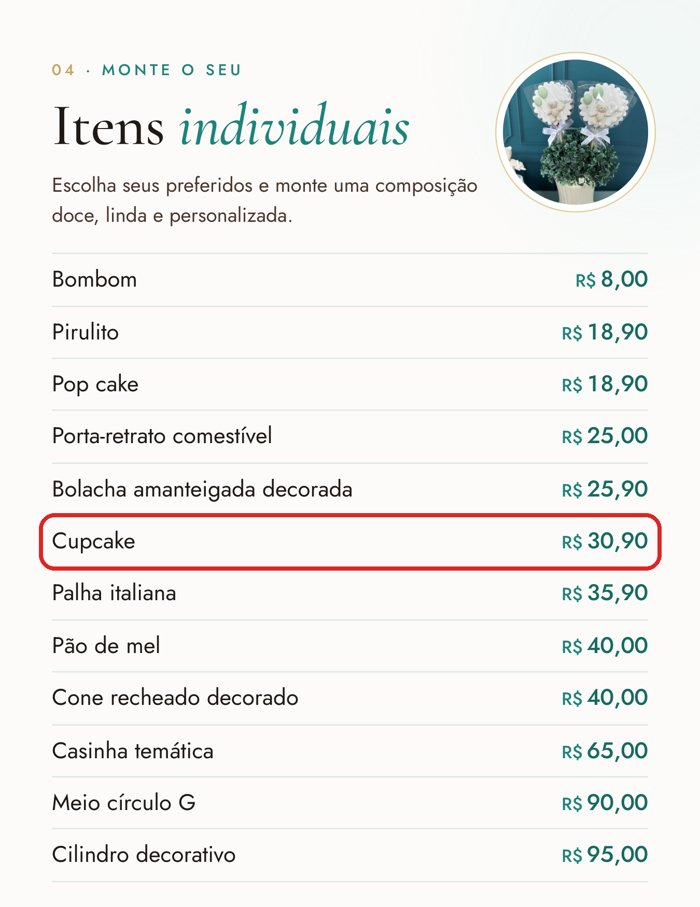 04 · MONTE O SEU
Itens individuais
Escolha seus preferidos e monte uma composição
doce, linda e personalizada.
Bombom R$ 8,00
Pirulito R$ 18,90
Pop cake R$ 18,90
Porta-retrato comestível R$ 25,00
Bolacha amanteigada decorada R$ 25,90
Cupcake R$ 30,90
Palha italiana R$ 35,90
Pão de mel R$ 40,00
Cone recheado decorado R$ 40,00
Casinha temática R$ 65,00
Meio círculo G R$ 90,00
Cilindro decorativo R$ 95,00